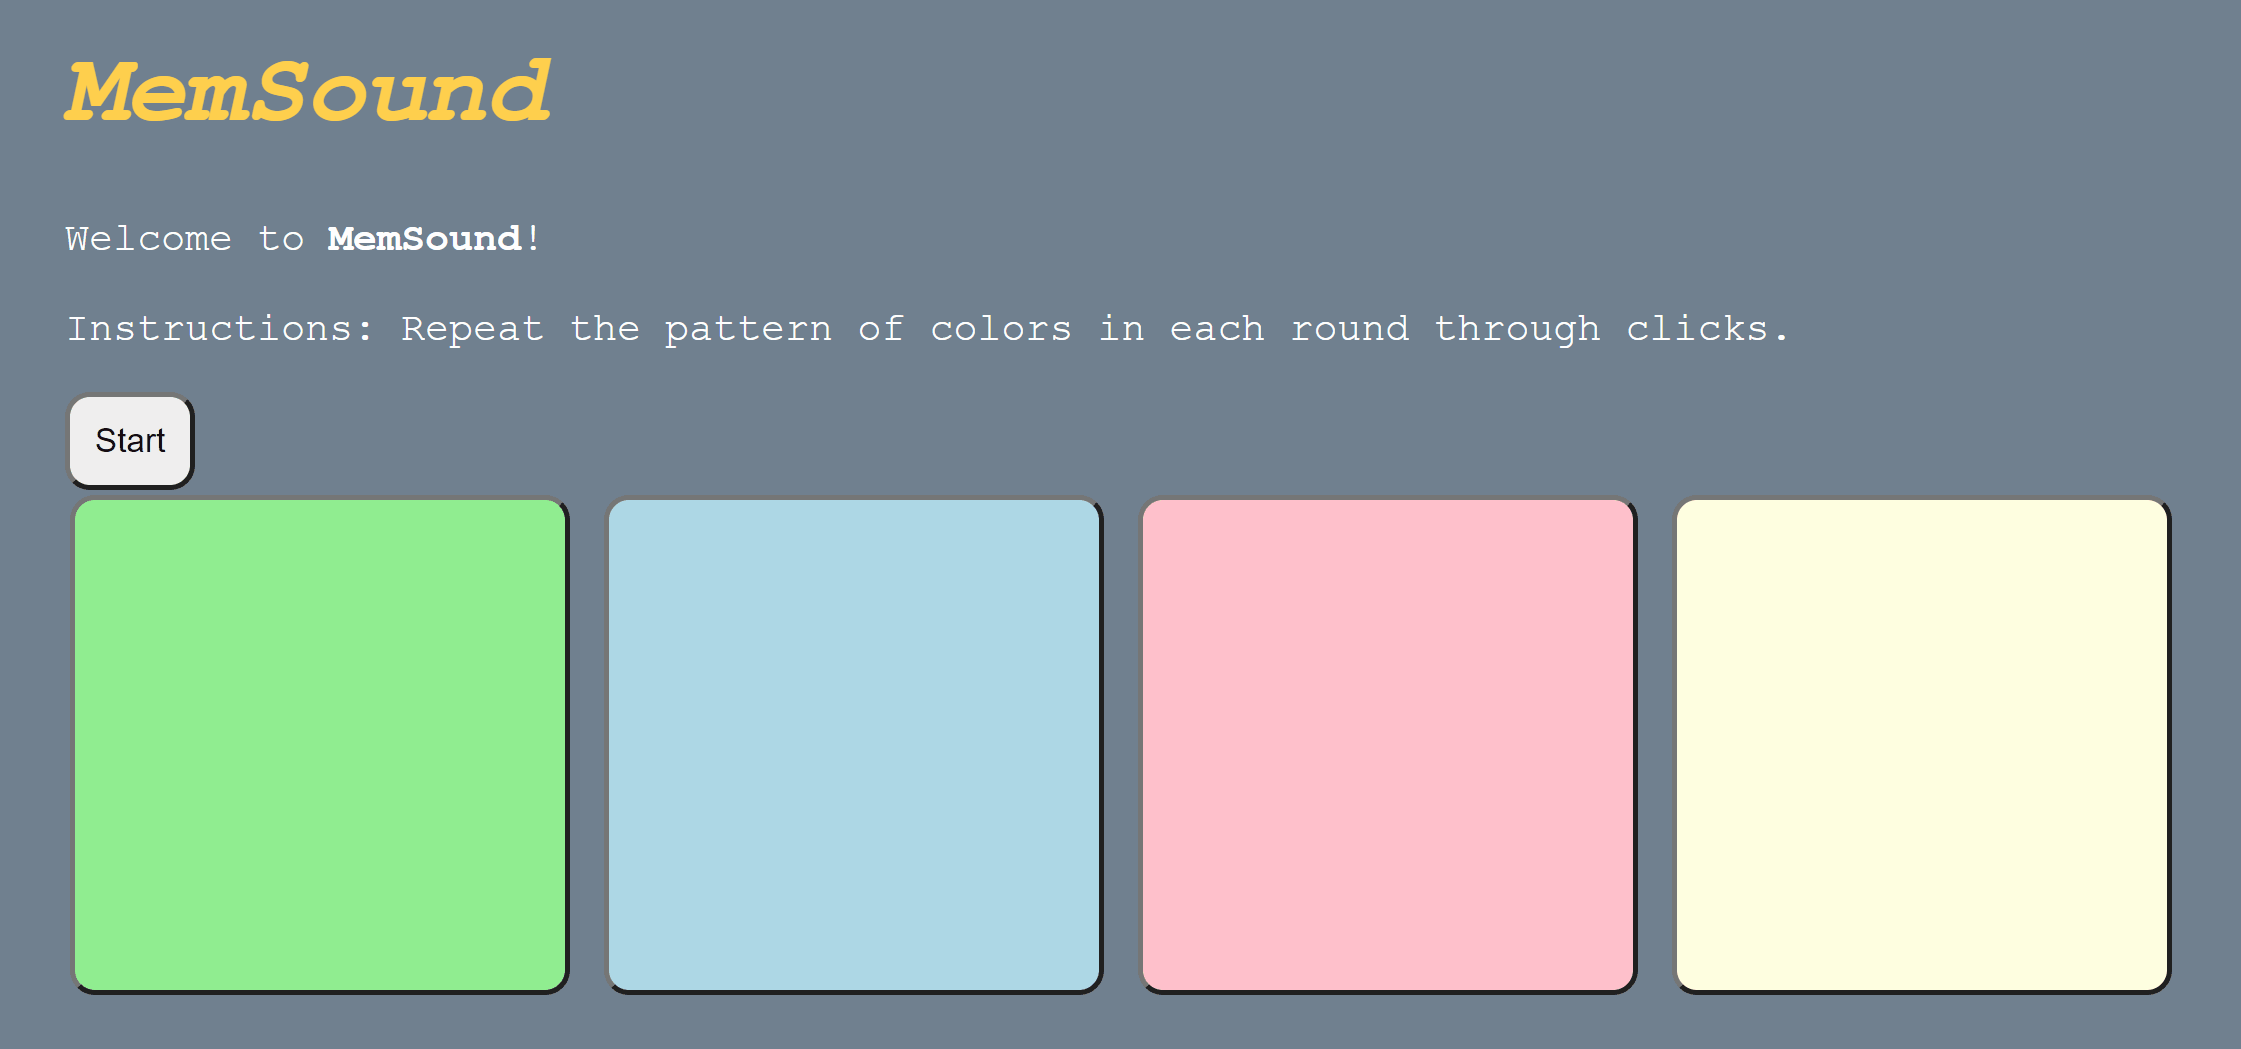 MemSound
Welcome to MemSound!
Instructions: Repeat the pattern of colors in each round through clicks.
Start